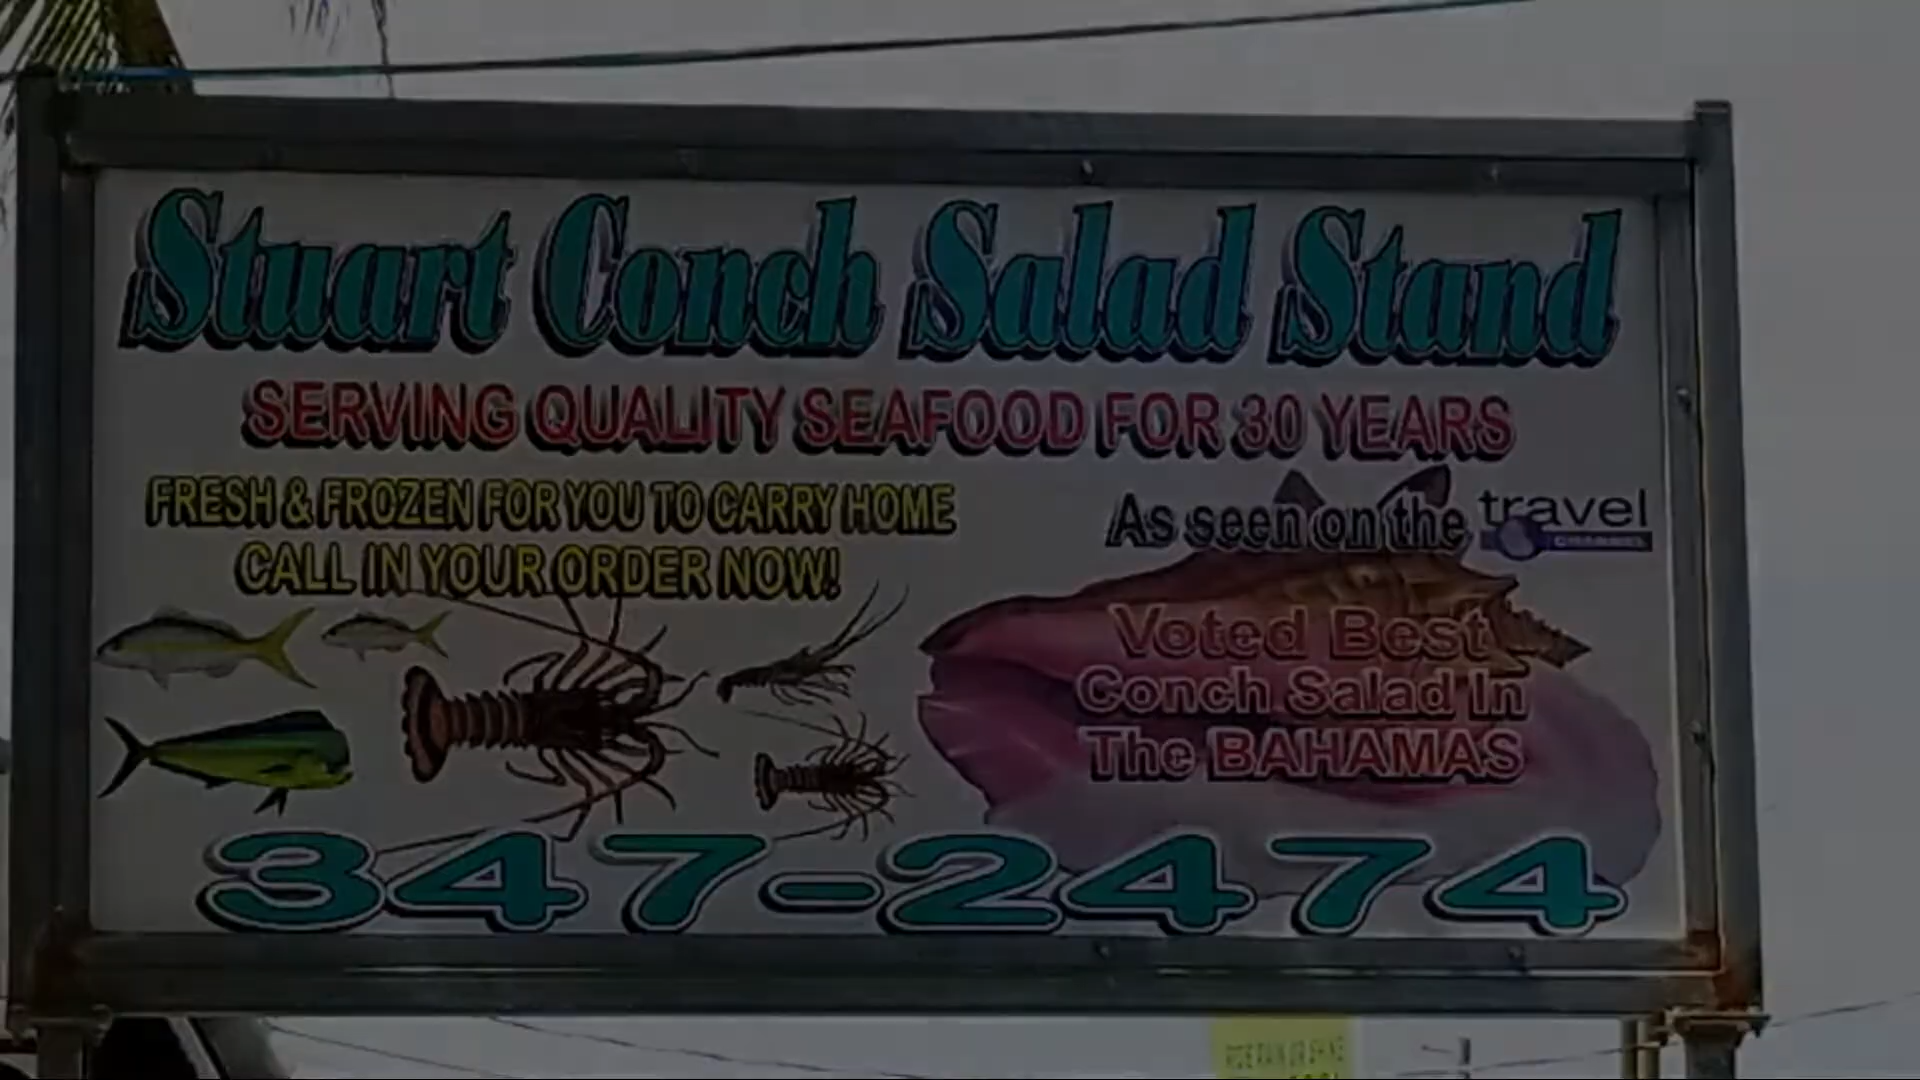 Stuart Conch Salad Stand
SERVING QUALITY SEAFOOD FOR 30 YEARS
FRESH & FROZEN FOR YOU TO CARRY HOME
CALL IN YOUR ORDER NOW!
As seen on the travel
CHANNEL
Voted Best
Conch Salad In
The BAHAMAS
347-2474